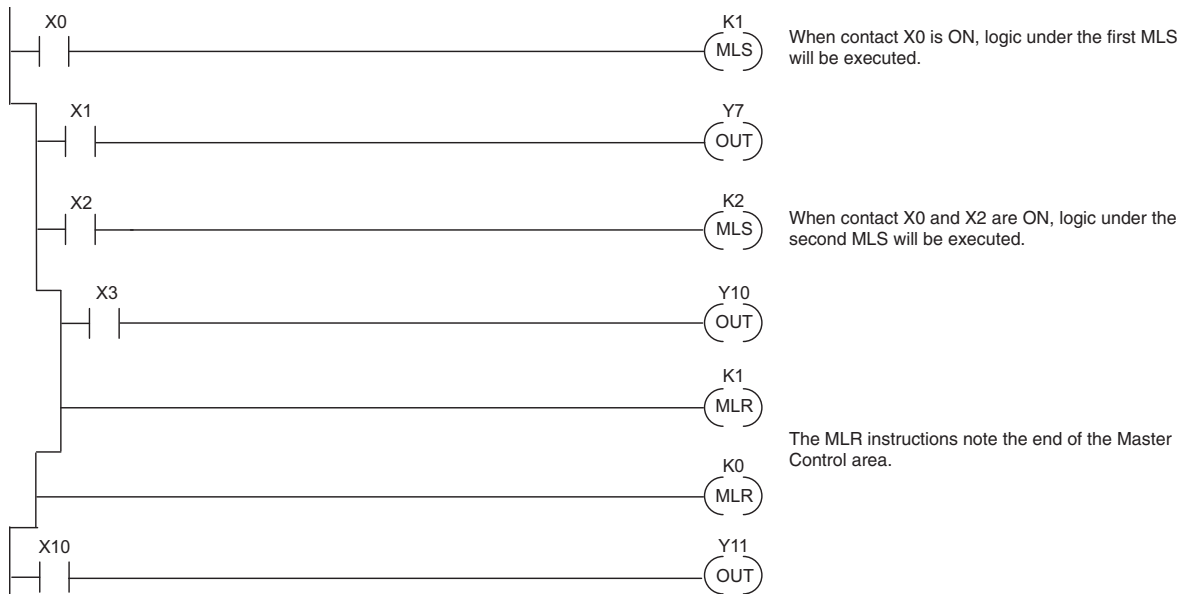 X0
K1
MLS
When contact X0 is ON, logic under the first MLS
will be executed.
X1
Y7
OUT
X2
K2
MLS
When contact X0 and X2 are ON, logic under the
second MLS will be executed.
X3
Y10
OUT
K1
MLR
The MLR instructions note the end of the Master
Control area.
K0
MLR
X10
Y11
OUT